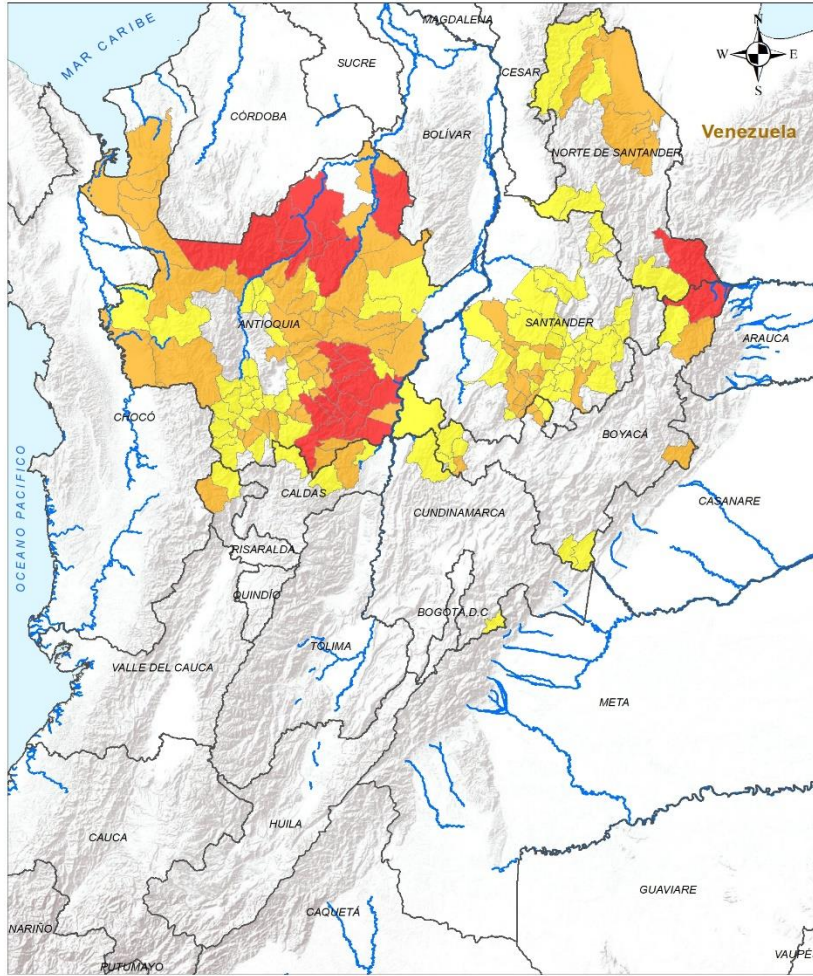 MAGDALENA
N
W E
S
MAR CARIBE
SUCRE
CESAR
CÓRDOBA
BOLÍVAR
Venezuela
NORTE DE SANTANDER
ANTIOQUIA
SANTANDER
ARAUCA
CHOCÓ
BOYACÁ
OCEANO PACIFICO
CALDAS
CASANARE
CUNDINAMARCA
RISARALDA
QUINDÍO
BOGOTÁ, D.C
TOLIMA
VALLE DEL CAUCA
META
HUILA
CAUCA
GUAVIARE
CAQUETÁ
NARIÑO
VAUPÉ
PUTUMAYO